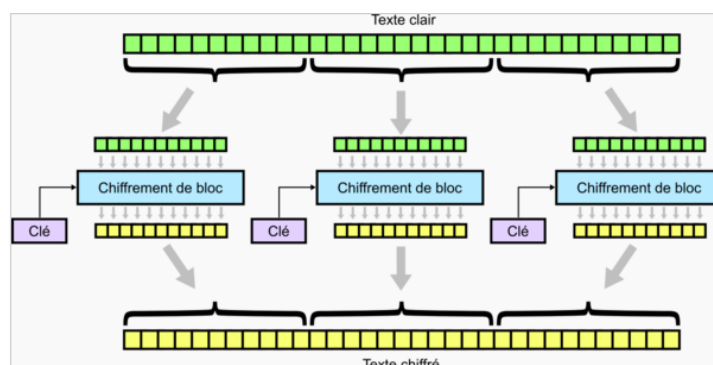 Texte clair
Chiffrement de bloc
Chiffrement de bloc
Chiffrement de bloc
Clé
Clé
Clé
Texte chiffré